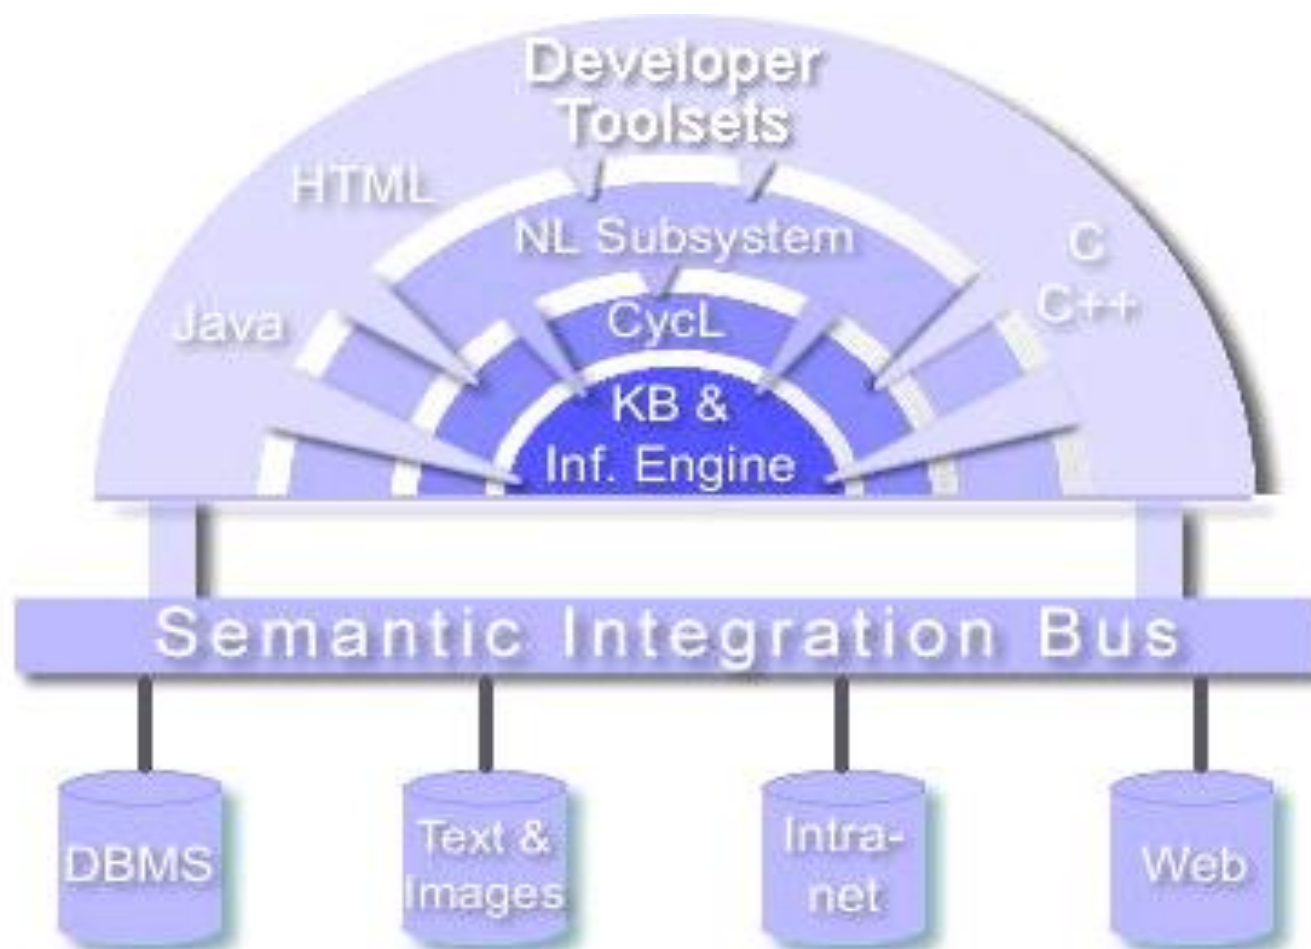 Developer
Toolsets
HTML
NL Subsystem
C
C++
Java
CycL
KB &
Inf. Engine
Semantic Integration Bus
DBMS
Text &
Images
Intra-
net
Web